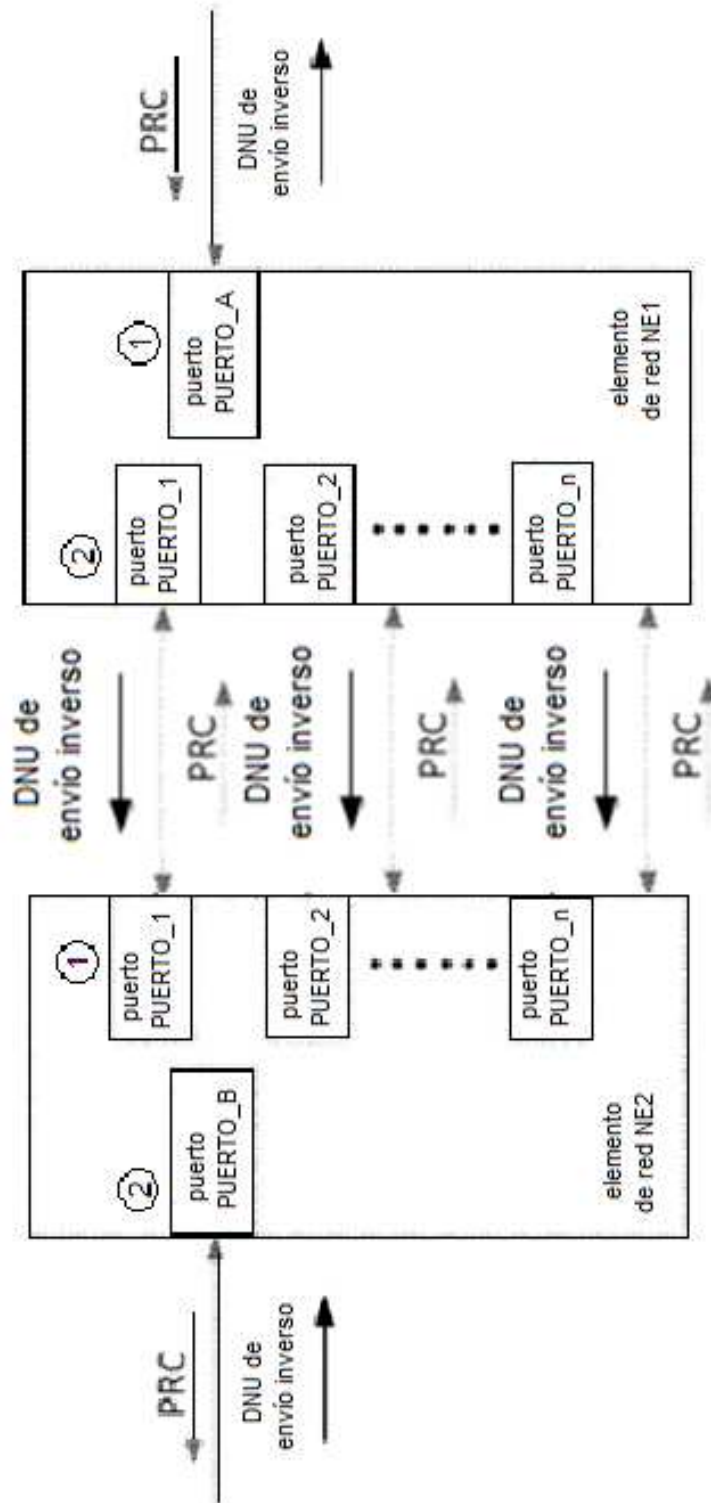 PRC
DNU de
envío inverso
2
puerto
PUERTO_B
1
puerto
PUERTO_1
puerto
PUERTO_2
puerto
PUERTO_n
elemento
de red NE2
DNU de
envío inverso
PRC
DNU de
envío inverso
PRC
DNU de
envío inverso
PRC
2
puerto
PUERTO_1
1
puerto
PUERTO_A
puerto
PUERTO_2
puerto
PUERTO_n
elemento
de red NE1
PRC
DNU de
envío inverso